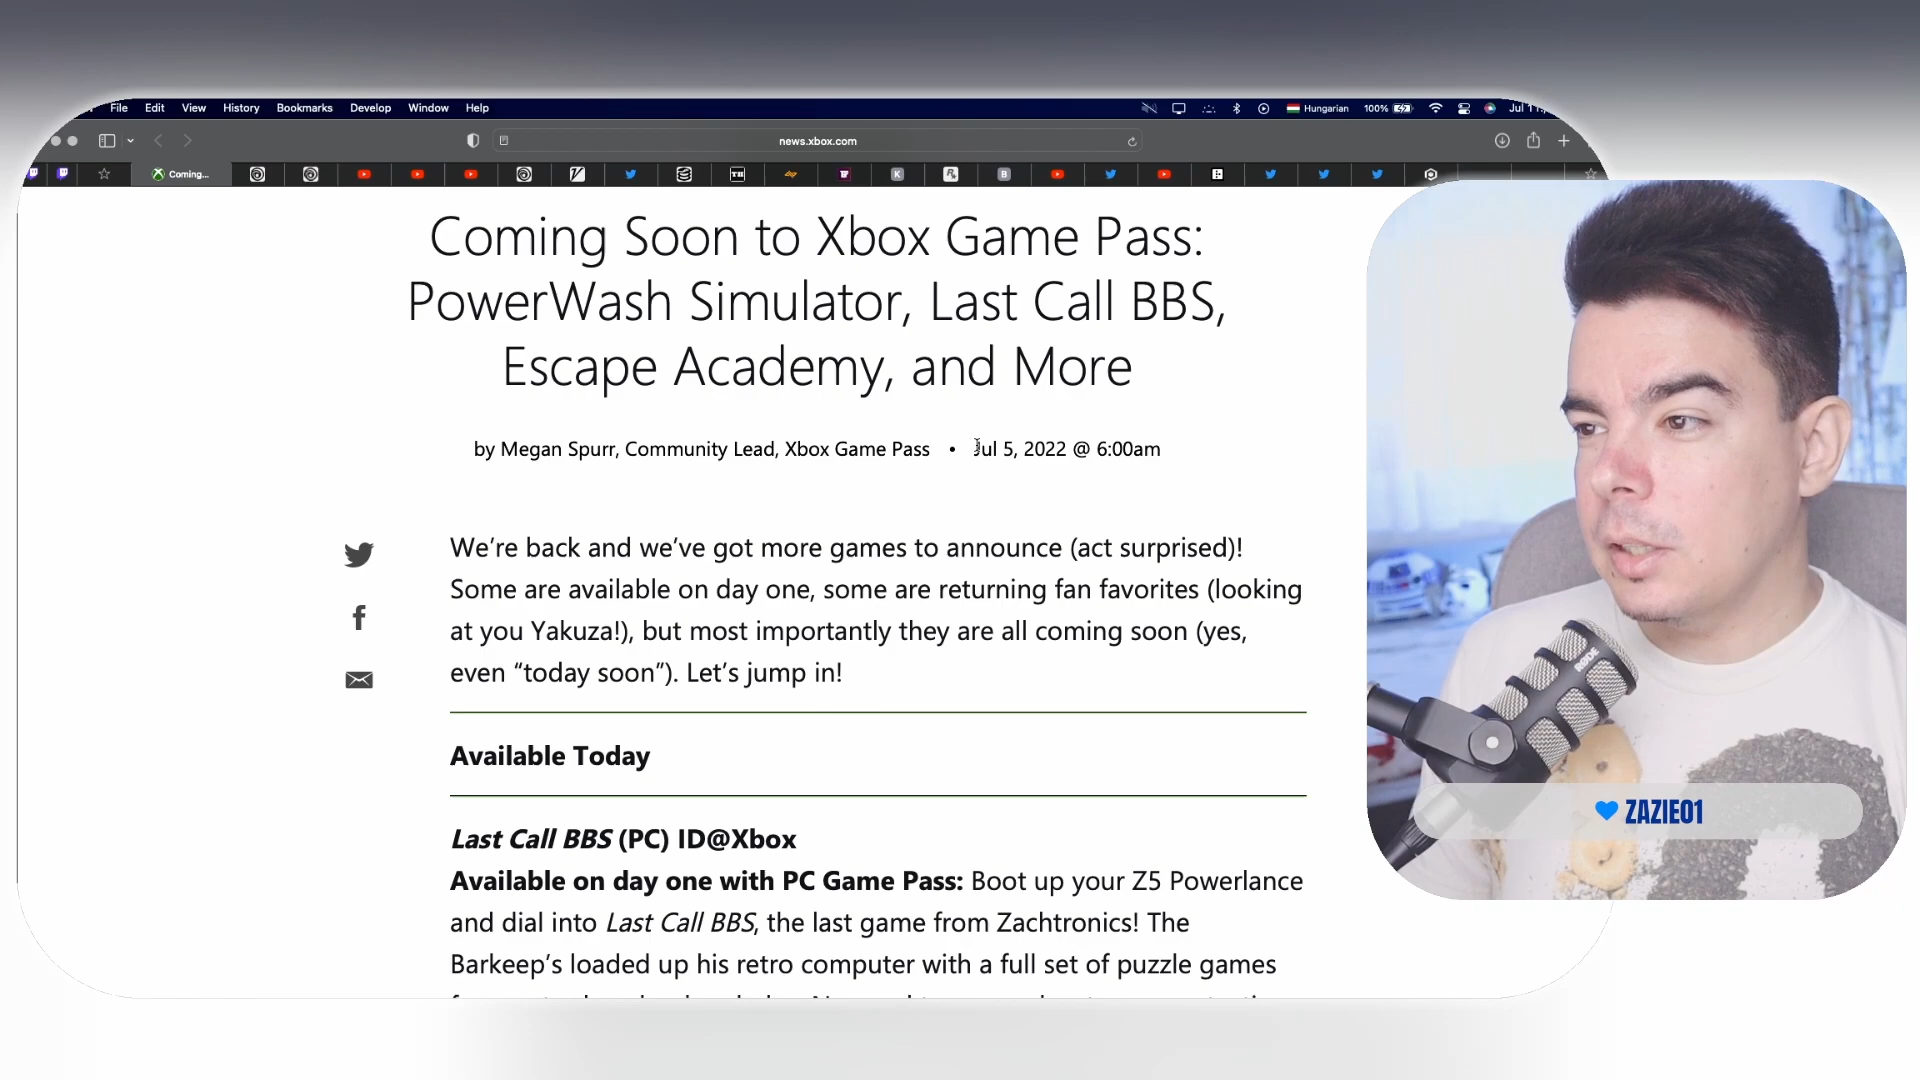 File Edit View History Bookmarks Develop Window Help
Hungarian 100%
news.xbox.com
Coming...
Coming Soon to Xbox Game Pass:
PowerWash Simulator, Last Call BBS,
Escape Academy, and More
by Megan Spurr, Community Lead, Xbox Game Pass • Jul 5, 2022 @ 6:00am
We’re back and we’ve got more games to announce (act surprised)!
Some are available on day one, some are returning fan favorites (looking
at you Yakuza!), but most importantly they are all coming soon (yes,
even “today soon”). Let’s jump in!
Available Today
Last Call BBS (PC) ID@Xbox
Available on day one with PC Game Pass: Boot up your Z5 Powerlance
and dial into Last Call BBS, the last game from Zachtronics! The
Barkeep’s loaded up his retro computer with a full set of puzzle games
RØDE
ZAZIE01